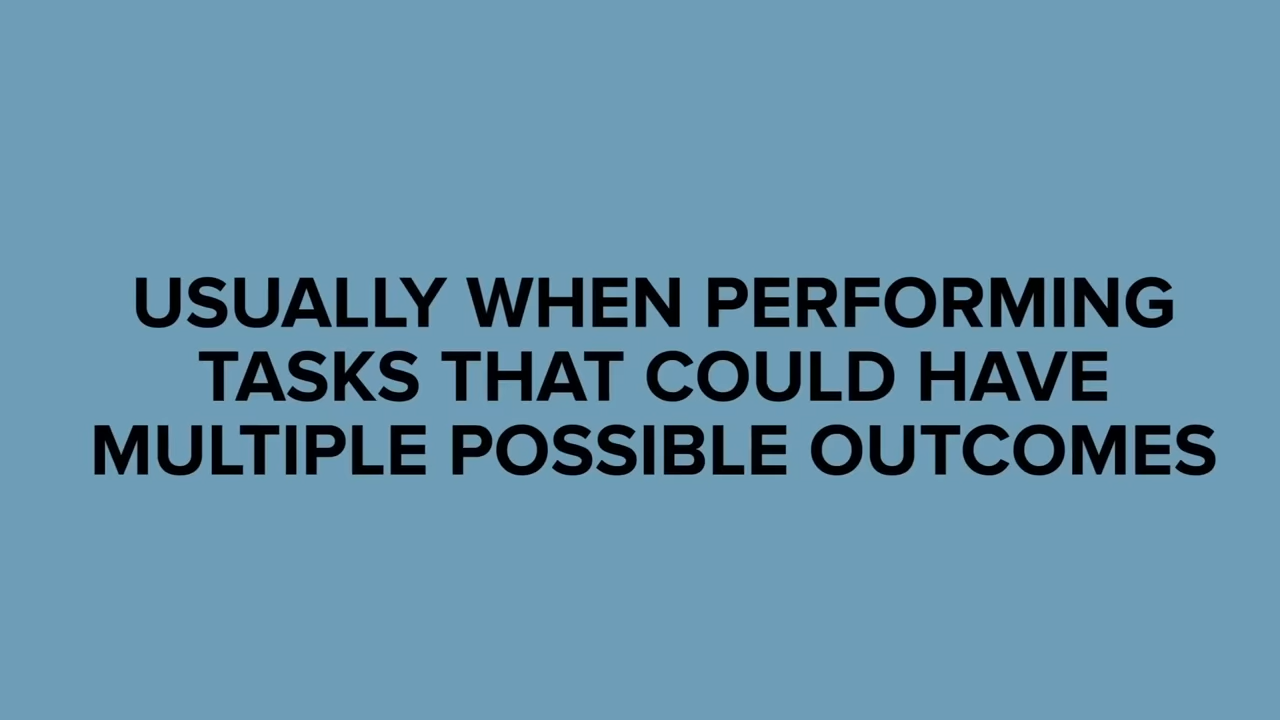 USUALLY WHEN PERFORMING
TASKS THAT COULD HAVE
MULTIPLE POSSIBLE OUTCOMES